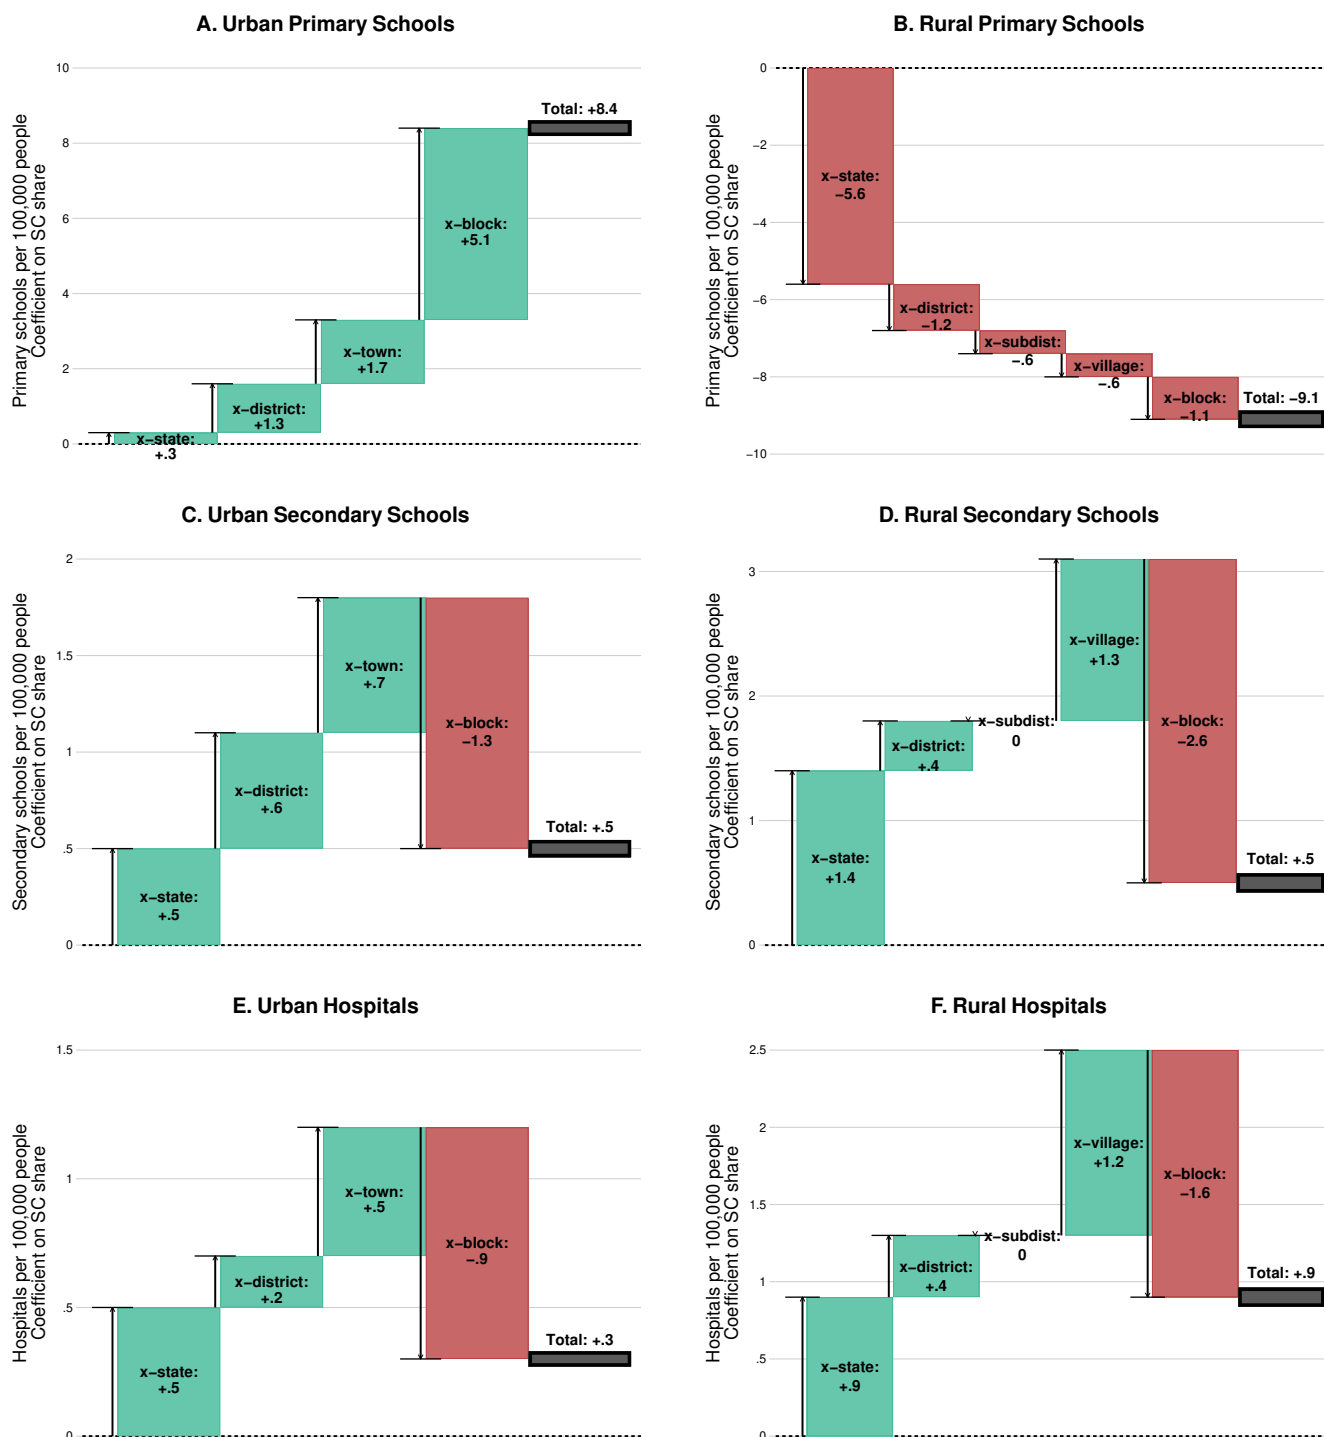 A. Urban Primary Schools
Primary schools per 100,000 people
Coefficient on SC share
10
8
6
4
2
0
x−state:
+.3
x−district:
+1.3
x−town:
+1.7
x−block:
+5.1
Total: +8.4
B. Rural Primary Schools
Primary schools per 100,000 people
Coefficient on SC share
0
−2
−4
−6
−8
−10
x−state:
−5.6
x−district:
−1.2
x−subdist:
−.6
x−village:
−.6
x−block:
−1.1
Total: −9.1
C. Urban Secondary Schools
Secondary schools per 100,000 people
Coefficient on SC share
2
1.5
1
.5
0
x−state:
+.5
x−district:
+.6
x−town:
+.7
x−block:
−1.3
Total: +.5
D. Rural Secondary Schools
Secondary schools per 100,000 people
Coefficient on SC share
3
2
1
0
x−state:
+1.4
x−district:
+.4
x−subdist:
0
x−village:
+1.3
x−block:
−2.6
Total: +.5
E. Urban Hospitals
Hospitals per 100,000 people
Coefficient on SC share
1.5
1
.5
0
x−state:
+.5
x−district:
+.2
x−town:
+.5
x−block:
−.9
Total: +.3
F. Rural Hospitals
Hospitals per 100,000 people
Coefficient on SC share
2.5
2
1.5
1
.5
0
x−state:
+.9
x−district:
+.4
x−subdist:
0
x−village:
+1.2
x−block:
−1.6
Total: +.9